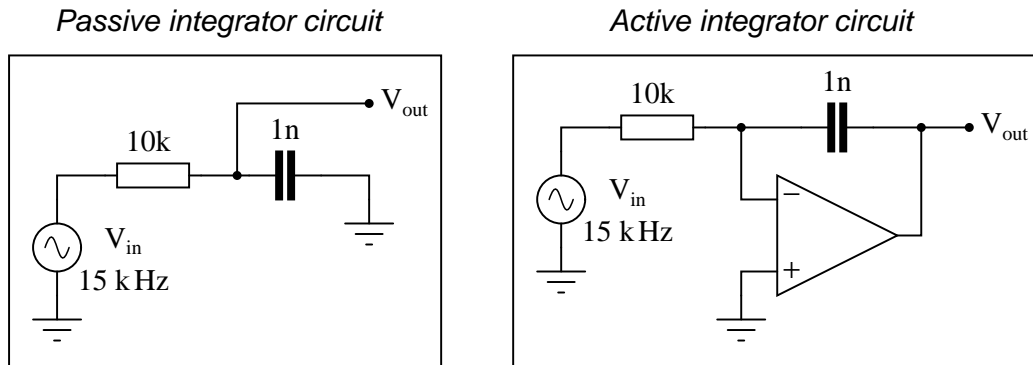 Passive integrator circuit
Active integrator circuit
10k
1n
Vout
Vin
15 kHz
10k
1n
Vout
Vin
15 kHz
−
+